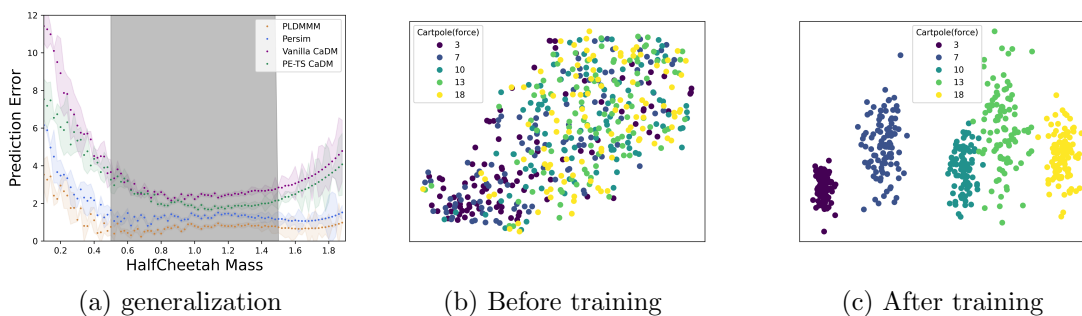 12
10
8
6
4
2
0
Prediction Error
PLDMMM
Persim
Vanilla CaDM
PE-TS CaDM
0.2 0.4 0.6 0.8 1.0 1.2 1.4 1.6 1.8
HalfCheetah Mass
(a) generalization
Cartpole(force)
3
7
10
13
18
(b) Before training
Cartpole(force)
3
7
10
13
18
(c) After training